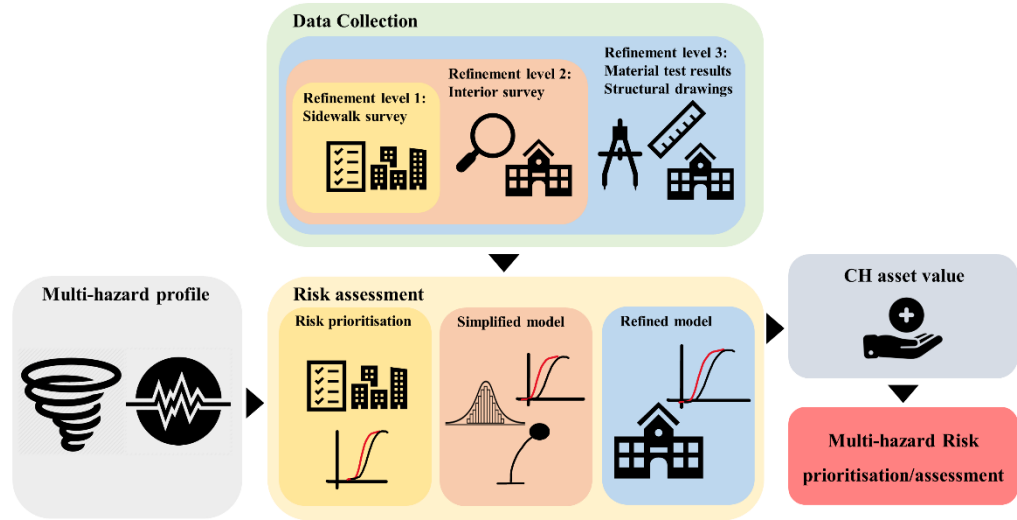 Data Collection
Refinement level 1:
Sidewalk survey
Refinement level 2:
Interior survey
Refinement level 3:
Material test results
Structural drawings
Multi-hazard profile
Risk assessment
Risk prioritisation
Simplified model
Refined model
CH asset value
Multi-hazard Risk
prioritisation/assessment